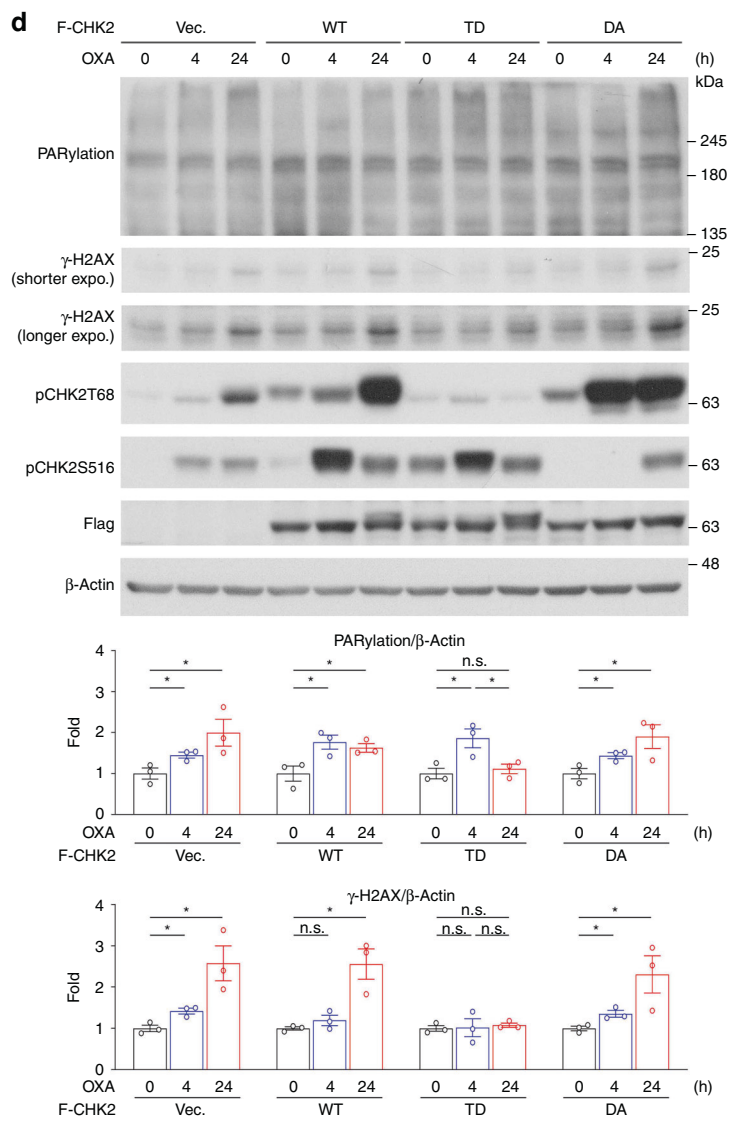 d
F-CHK2 Vec. WT TD DA
OXA 0 4 24 0 4 24 0 4 24 0 4 24 (h)
kDa
PARylation
245
180
135
γ-H2AX
(shorter expo.)
25
γ-H2AX
(longer expo.)
25
pCHK2T68
63
pCHK2S516
63
Flag
63
48
β-Actin
PARylation/β-Actin
4
3
2
1
0
Fold
* * * * n.s. * * * *
OXA 0 4 24 0 4 24 0 4 24 0 4 24 (h)
F-CHK2 Vec. WT TD DA
γ-H2AX/β-Actin
4
3
2
1
0
Fold
* * * n.s. n.s. n.s. n.s. * *
OXA 0 4 24 0 4 24 0 4 24 0 4 24 (h)
F-CHK2 Vec. WT TD DA